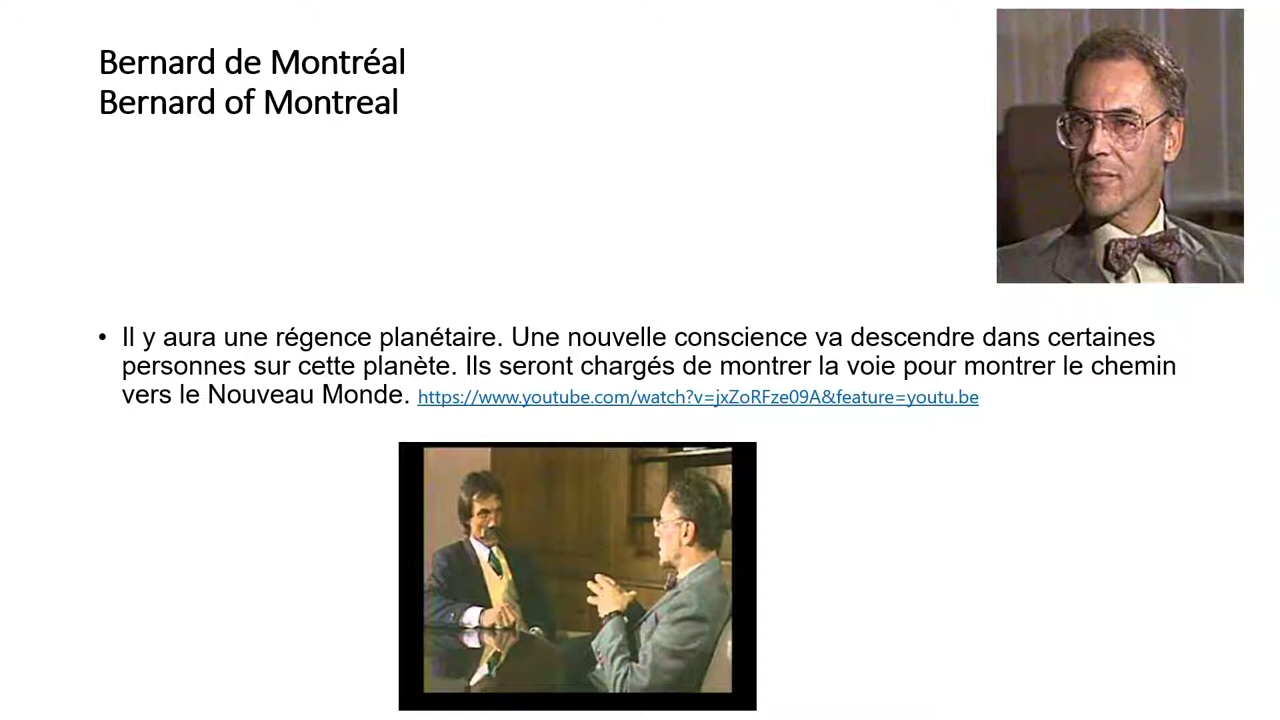 Bernard de Montréal
Bernard of Montreal
• Il y aura une régence planétaire. Une nouvelle conscience va descendre dans certaines
personnes sur cette planète. Ils seront chargés de montrer la voie pour montrer le chemin
vers le Nouveau Monde. https://www.youtube.com/watch?v=jxZoRFze09A&feature=youtu.be